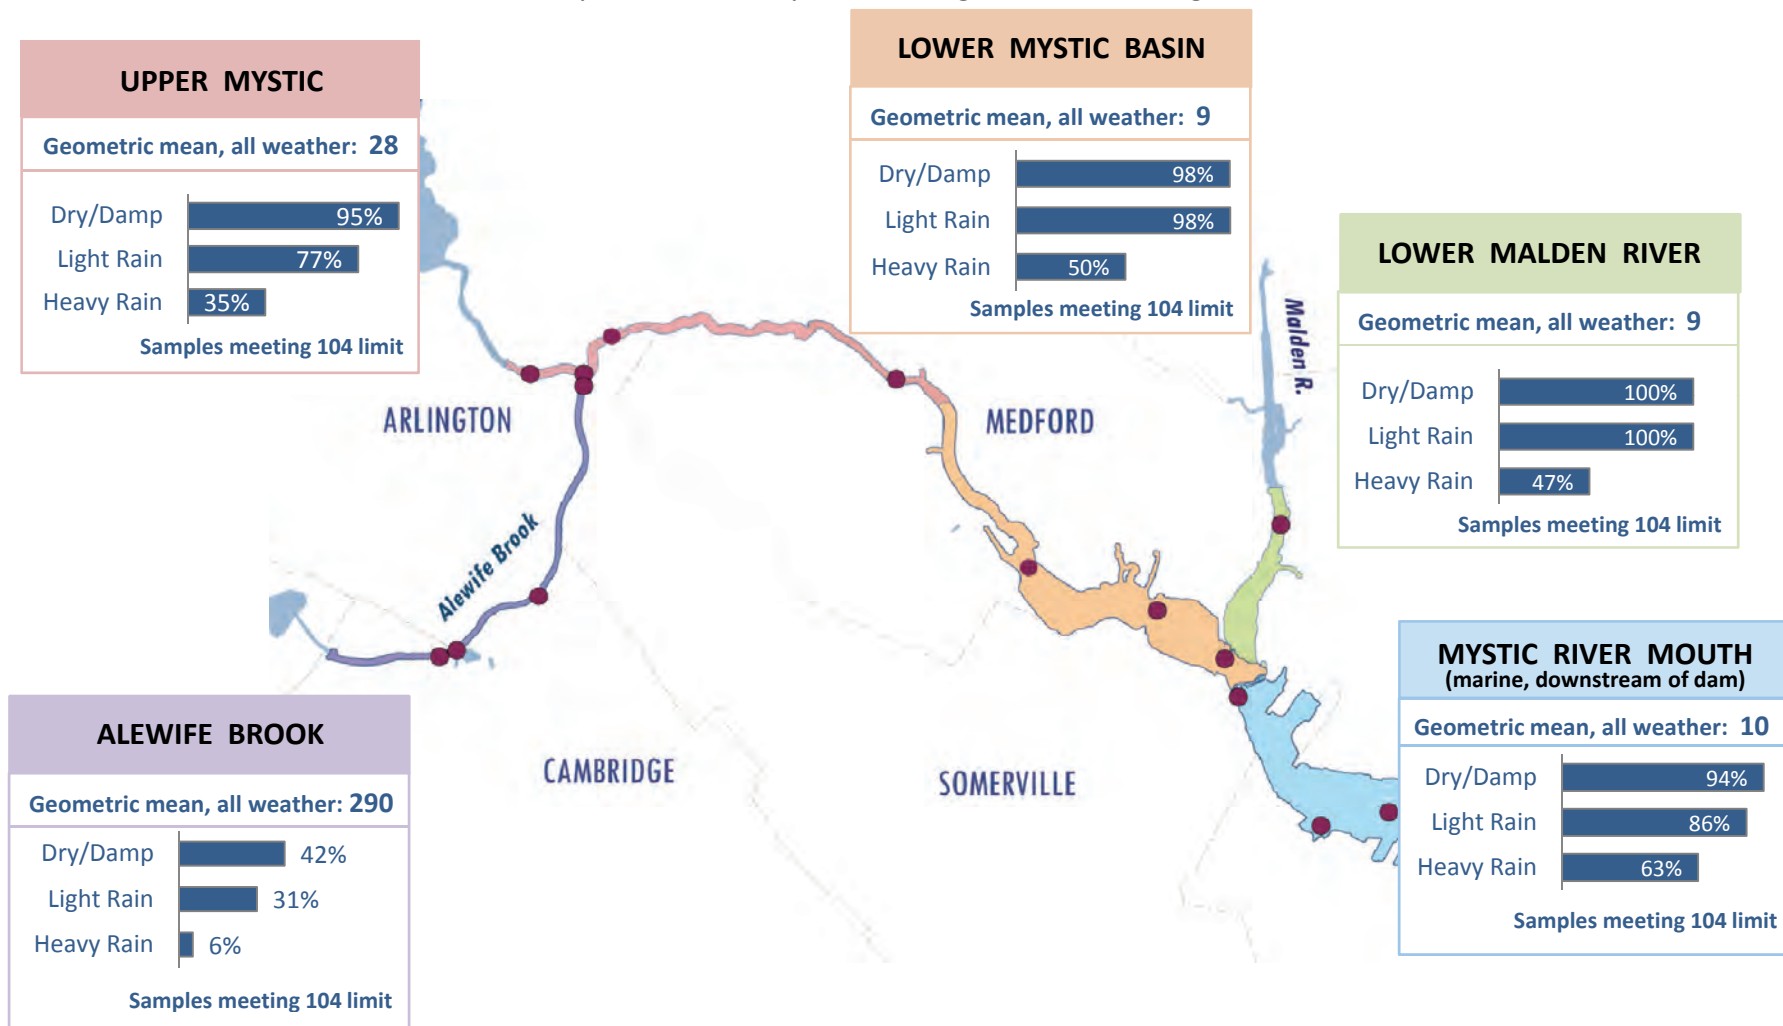 UPPER MYSTIC
Geometric mean, all weather: 28
Dry/Damp 95%
Light Rain 77%
Heavy Rain 35%
Samples meeting 104 limit
LOWER MYSTIC BASIN
Geometric mean, all weather: 9
Dry/Damp 98%
Light Rain 98%
Heavy Rain 50%
Samples meeting 104 limit
LOWER MALDEN RIVER
Geometric mean, all weather: 9
Dry/Damp 100%
Light Rain 100%
Heavy Rain 47%
Samples meeting 104 limit
Malden R.
ARLINGTON
MEDFORD
Alewife Brook
CAMBRIDGE
SOMERVILLE
MYSTIC RIVER MOUTH
(marine, downstream of dam)
Geometric mean, all weather: 10
Dry/Damp 94%
Light Rain 86%
Heavy Rain 63%
Samples meeting 104 limit
ALEWIFE BROOK
Geometric mean, all weather: 290
Dry/Damp 42%
Light Rain 31%
Heavy Rain 6%
Samples meeting 104 limit